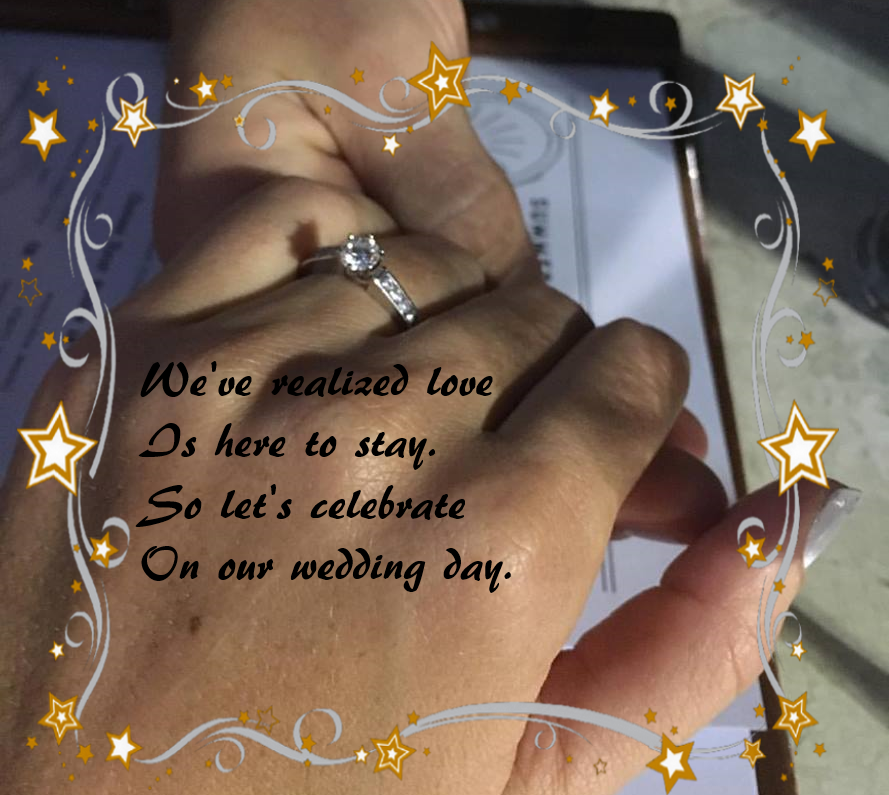 We've realized love
Is here to stay.
So let's celebrate
On our wedding day.